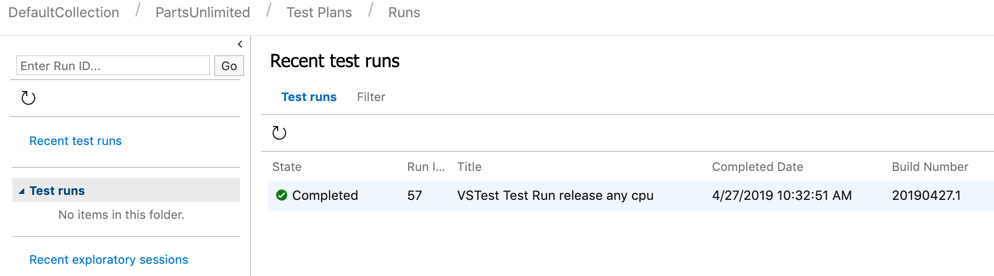 DefaultCollection / PartsUnlimited / Test Plans / Runs
Enter Run ID... Go
Recent test runs
Test runs
No items in this folder.
Recent exploratory sessions
Recent test runs
Test runs Filter
State Run I... Title Completed Date Build Number
Completed 57 VSTest Test Run release any cpu 4/27/2019 10:32:51 AM 20190427.1